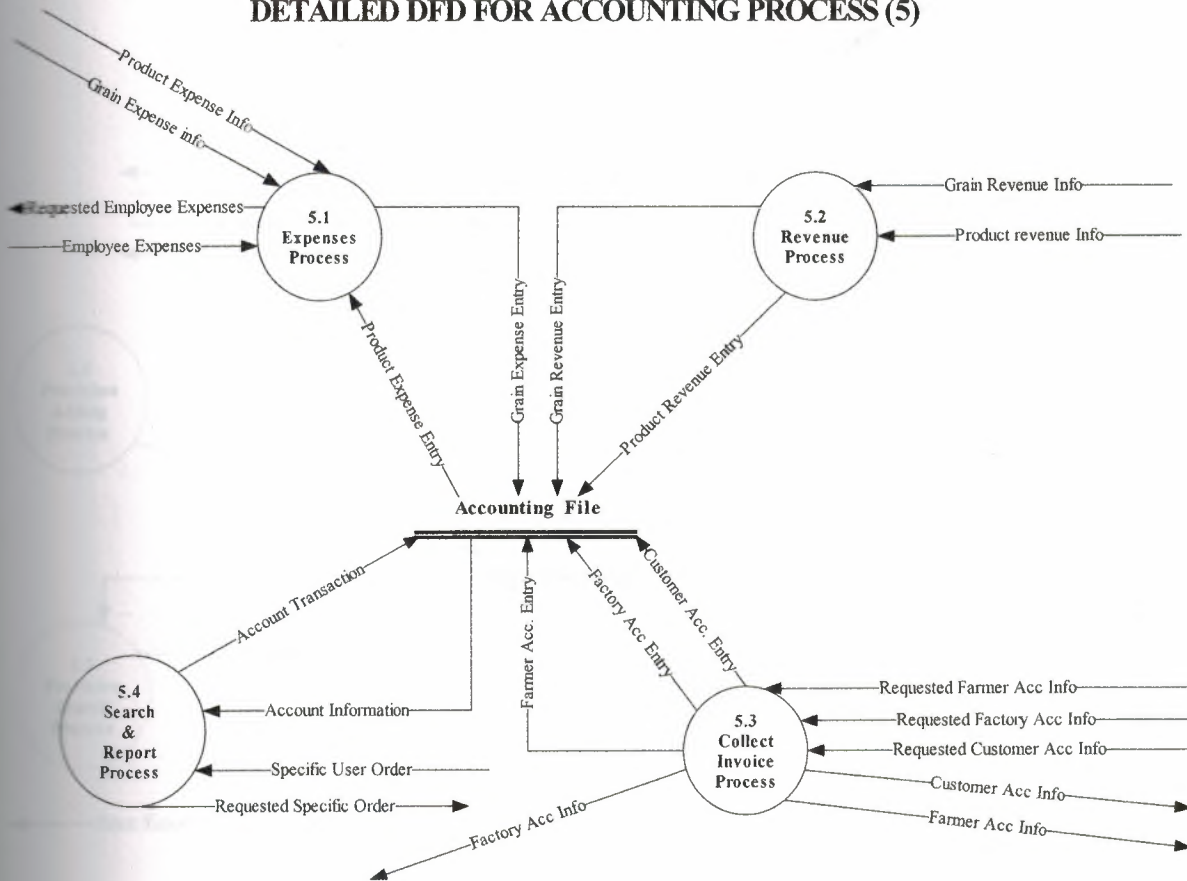 DETAILED DFD FOR ACCOUNTING PROCESS (5)
Product Expense Info
Grain Expense info
Requested Employee Expenses
Employee Expenses
5.1
Expenses
Process
5.2
Revenue
Process
Grain Revenue Info
Product revenue Info
Product Expense Entry
Grain Expense Entry
Grain Revenue Entry
Product Revenue Entry
Accounting File
Account Transaction
Farmer Acc. Entry
Factory Acc Entry
Customer Acc. Entry
5.4
Search
&
Report
Process
Account Information
Specific User Order
Requested Specific Order
5.3
Collect
Invoice
Process
Requested Farmer Acc Info
Requested Factory Acc Info
Requested Customer Acc Info
Customer Acc Info
Farmer Acc Info
Factory Acc Info